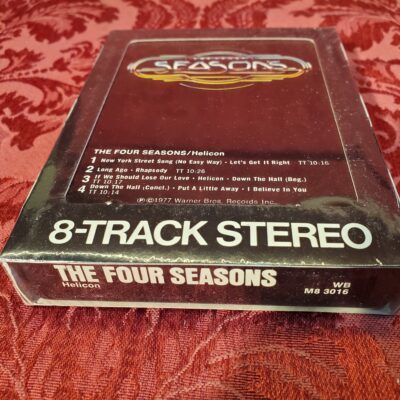 SEASONS
THE FOUR SEASONS/Helicon
1 New York Street Song (No Easy Way) - Let's Get It Right TT 10:16
2 Long Ago - Rhapsody TT 10:26
3 If We Should Lose Our Love - Helicon - Down The Hall (Beg.)
TT 10:17
4 Down The Hall (Concl.) - Put A Little Away - I Believe In You
TT 10:14
℗©1977 Warner Bros. Records Inc.
8-TRACK STEREO
THE FOUR SEASONS
Helicon
WB
M8 3016